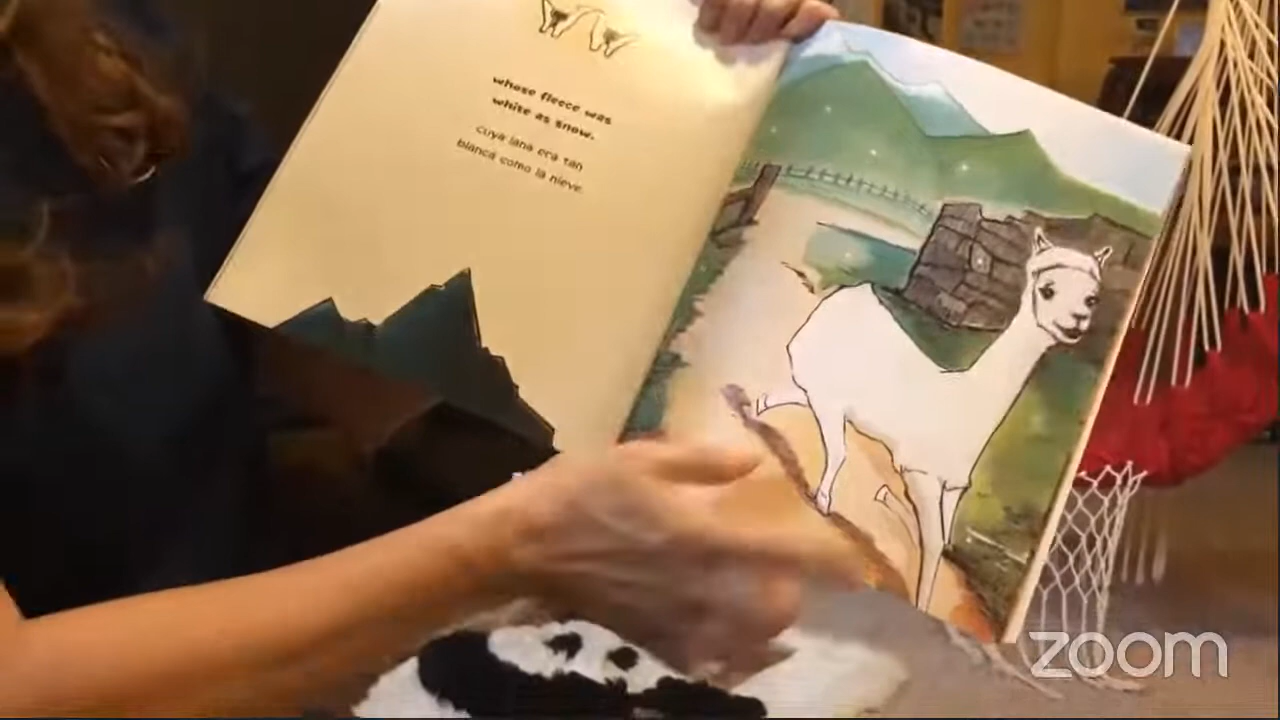 whose fleece was
white as snow.
cuya lana era tan
blanca como la nieve.
zoom